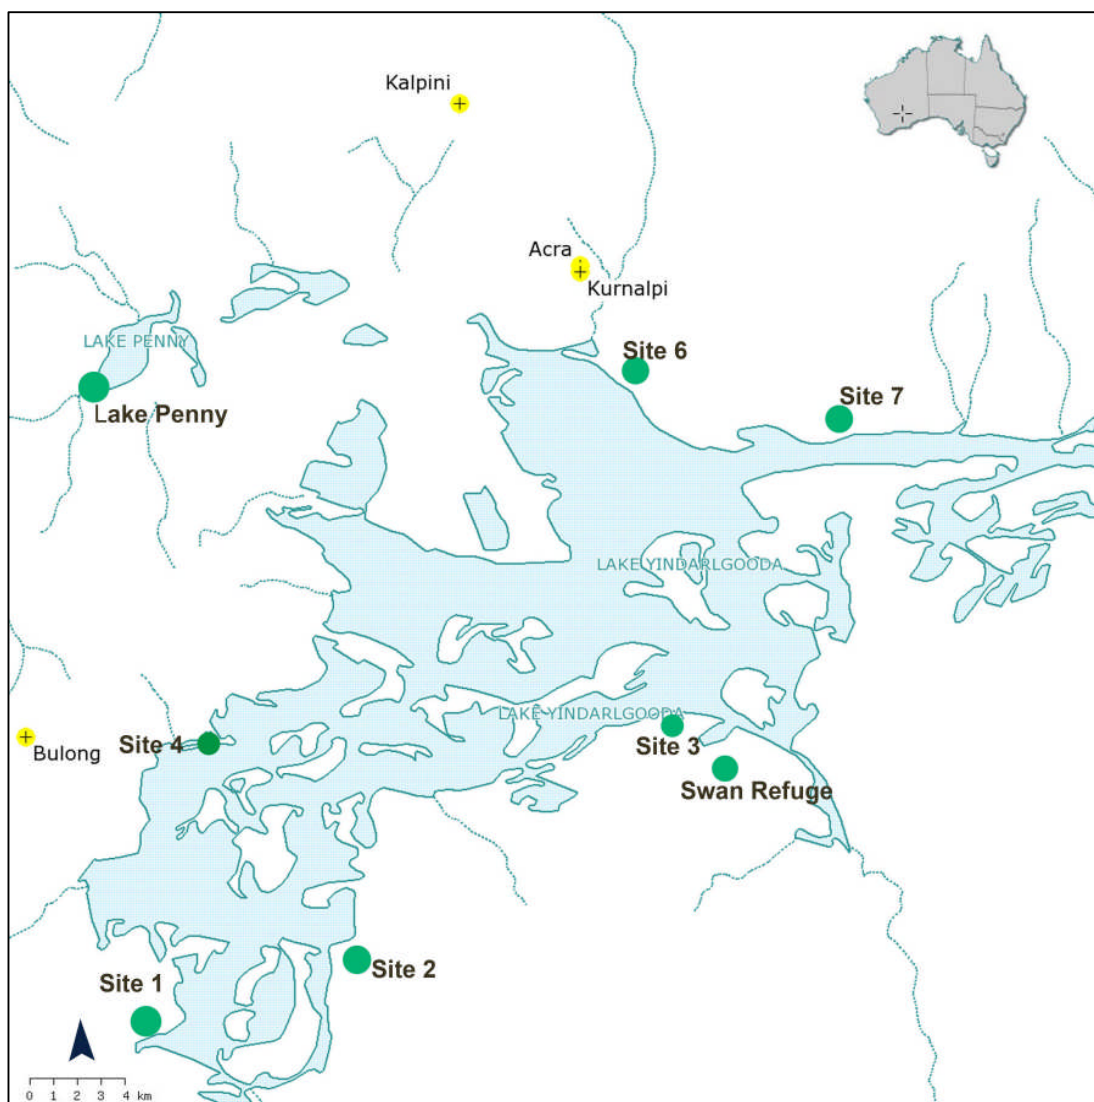 Kalpini
Acra
Kurnalpi
LAKE PENNY
Site 6
Lake Penny
Site 7
LAKE YINDARLGOODA
LAKE YINDARLGOODA
Site 4
Bulong
Site 3
Swan Refuge
Site 2
Site 1
0 1 2 3 4 km